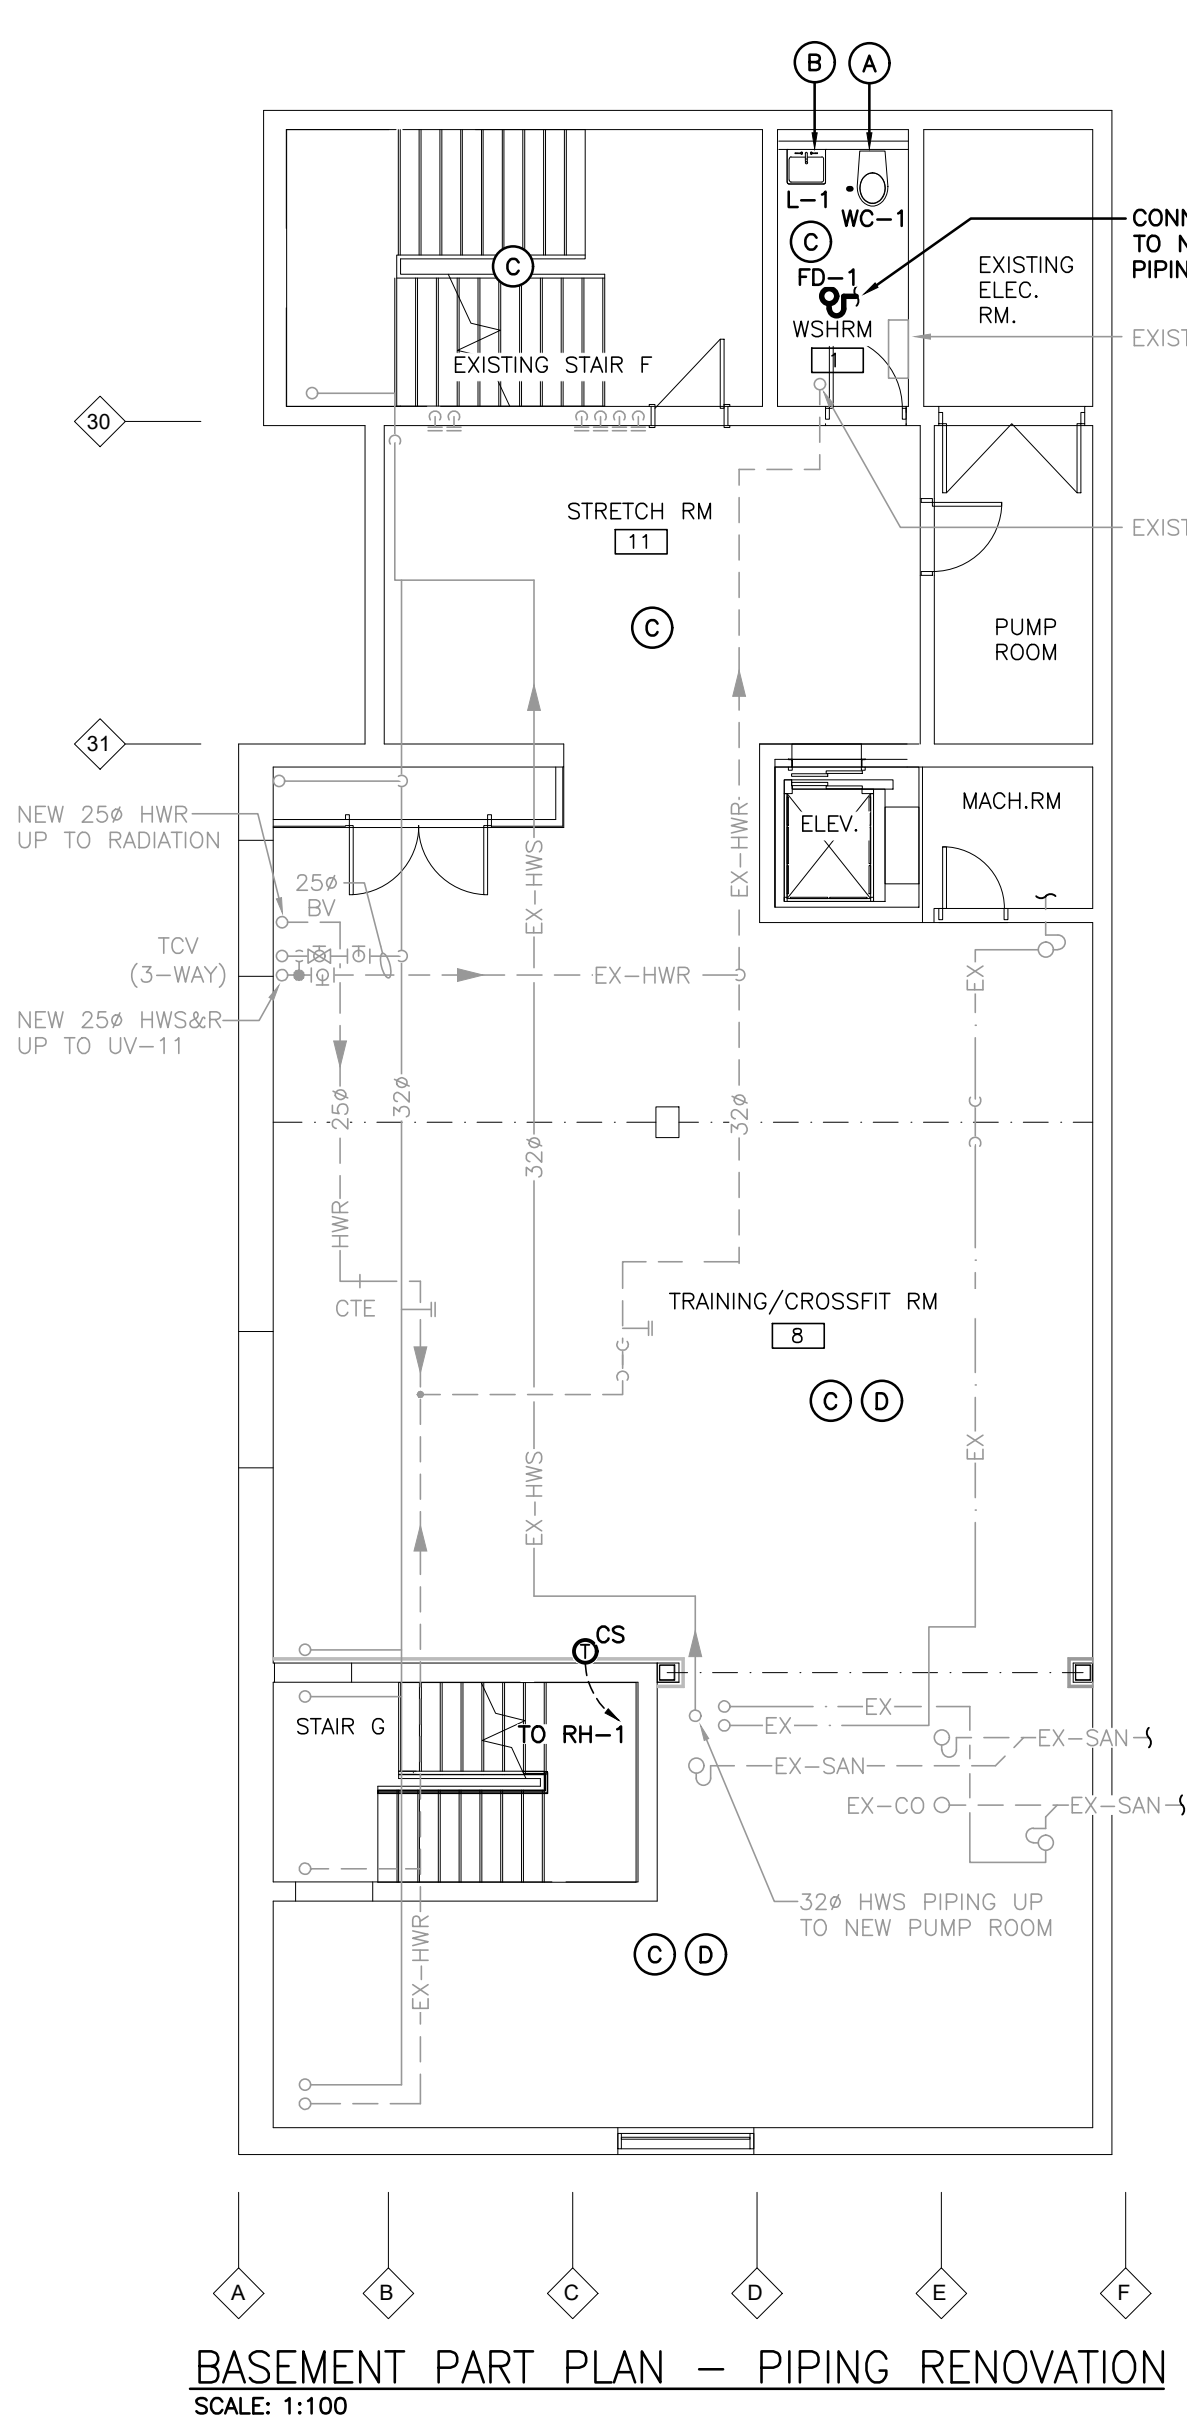 B A
L-1
WC-1
C
C
FD-1
CONN
TO N
PIPIN
EXISTING
ELEC.
RM.
WSHRM
1
EXIST
EXISTING STAIR F
30
STRETCH RM
11
EXIST
C
PUMP
ROOM
31
NEW 25ø HWR
UP TO RADIATION
MACH.RM
ELEV.
EX-HWS
EX-HWR
25ø
BV
TCV
(3-WAY)
EX-HWR
EX
NEW 25ø HWS&R
UP TO UV-11
25ø
32ø
32ø
32ø
HWR
CTE
TRAINING/CROSSFIT RM
8
C D
EX
EX-HWS
T CS
STAIR G
TO RH-1
EX
EX
EX-SAN
EX-SAN
EX-CO
EX-SAN
32ø HWS PIPING UP
TO NEW PUMP ROOM
EX-HWR
C D
A B C D E F
BASEMENT PART PLAN - PIPING RENOVATION
SCALE: 1:100